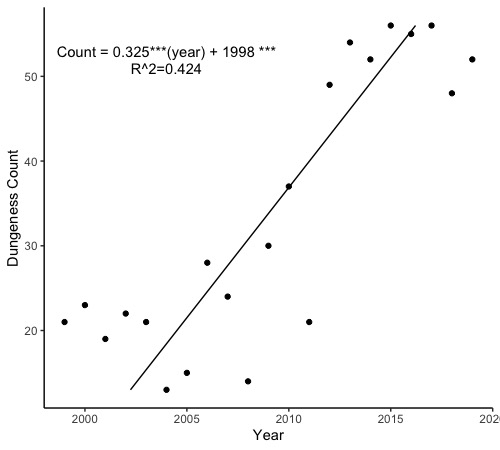 Count = 0.325***(year) + 1998 ***
R^2=0.424
Dungeness Count
50
40
30
20
2000
2005
2010
2015
202
Year